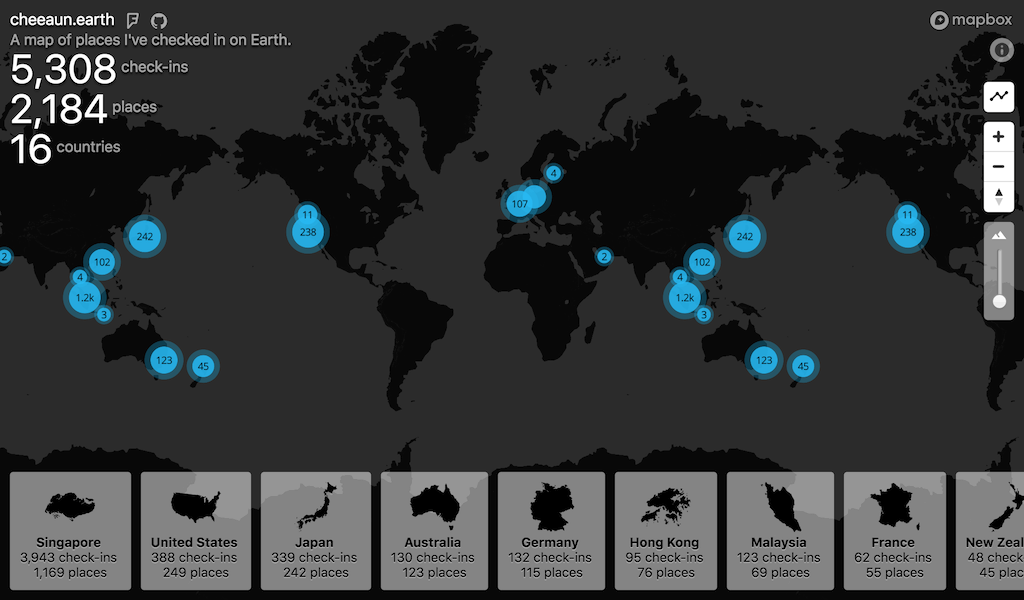 cheeaun.earth
mapbox
A map of places I've checked in on Earth.
5,308 check-ins
2,184 places
16 countries
4
107
11
11
242
238
242
238
2
2
102
102
4
4
1.2k
1.2k
3
3
123
45
123
45
Singapore
3,943 check-ins
1,169 places
United States
388 check-ins
249 places
Japan
339 check-ins
242 places
Australia
130 check-ins
123 places
Germany
132 check-ins
115 places
Hong Kong
95 check-ins
76 places
Malaysia
123 check-ins
69 places
France
62 check-ins
55 places
New Zeal
48 check-ins
45 places